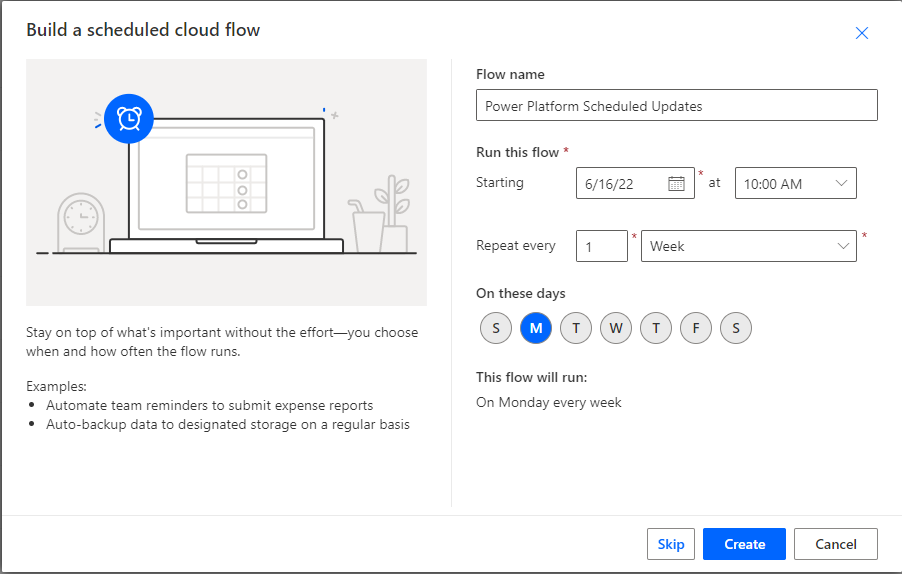 Build a scheduled cloud flow
Stay on top of what's important without the effort—you choose
when and how often the flow runs.
Examples:
• Automate team reminders to submit expense reports
• Auto-backup data to designated storage on a regular basis
Flow name
Power Platform Scheduled Updates
Run this flow *
Starting 6/16/22 * at 10:00 AM
Repeat every 1 * Week *
On these days
S M T W T F S
This flow will run:
On Monday every week
Skip Create Cancel